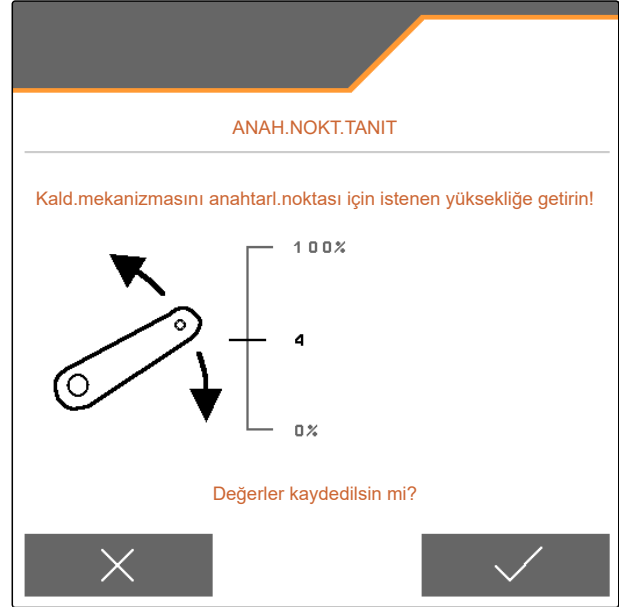 ANAH.NOKT.TANIT
Kald.mekanizmasını anahtarl.noktası için istenen yüksekliğe getirin!
100%
4
0%
Değerler kaydedilsin mi?